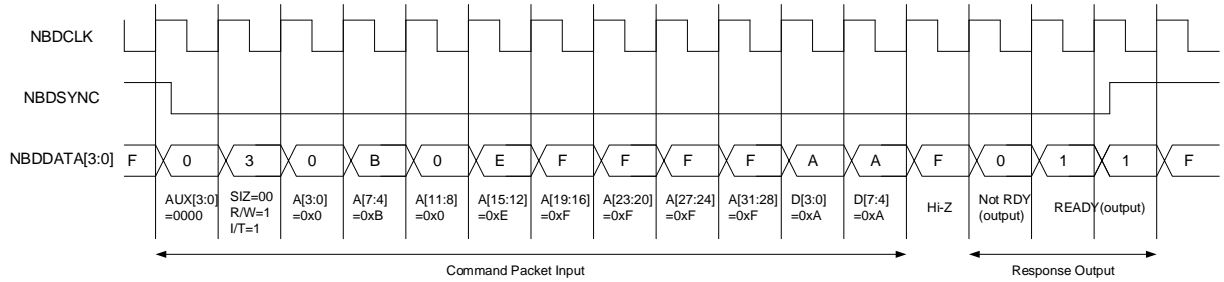 NBDCLK
NBDSYNC
NBDDATA[3:0] F 0 3 0 B 0 E F F F F A A F 0 1 1 F
AUX[3:0] SIZ=00 A[3:0] A[7:4] A[11:8] A[15:12] A[19:16] A[23:20] A[27:24] A[31:28] D[3:0] D[7:4] Hi-Z Not RDY READY(output)
=0000 R/W=1 =0x0 =0xB =0x0 =0xE =0xF =0xF =0xF =0xF =0xA =0xA (output)
I/T=1
Command Packet Input Response Output